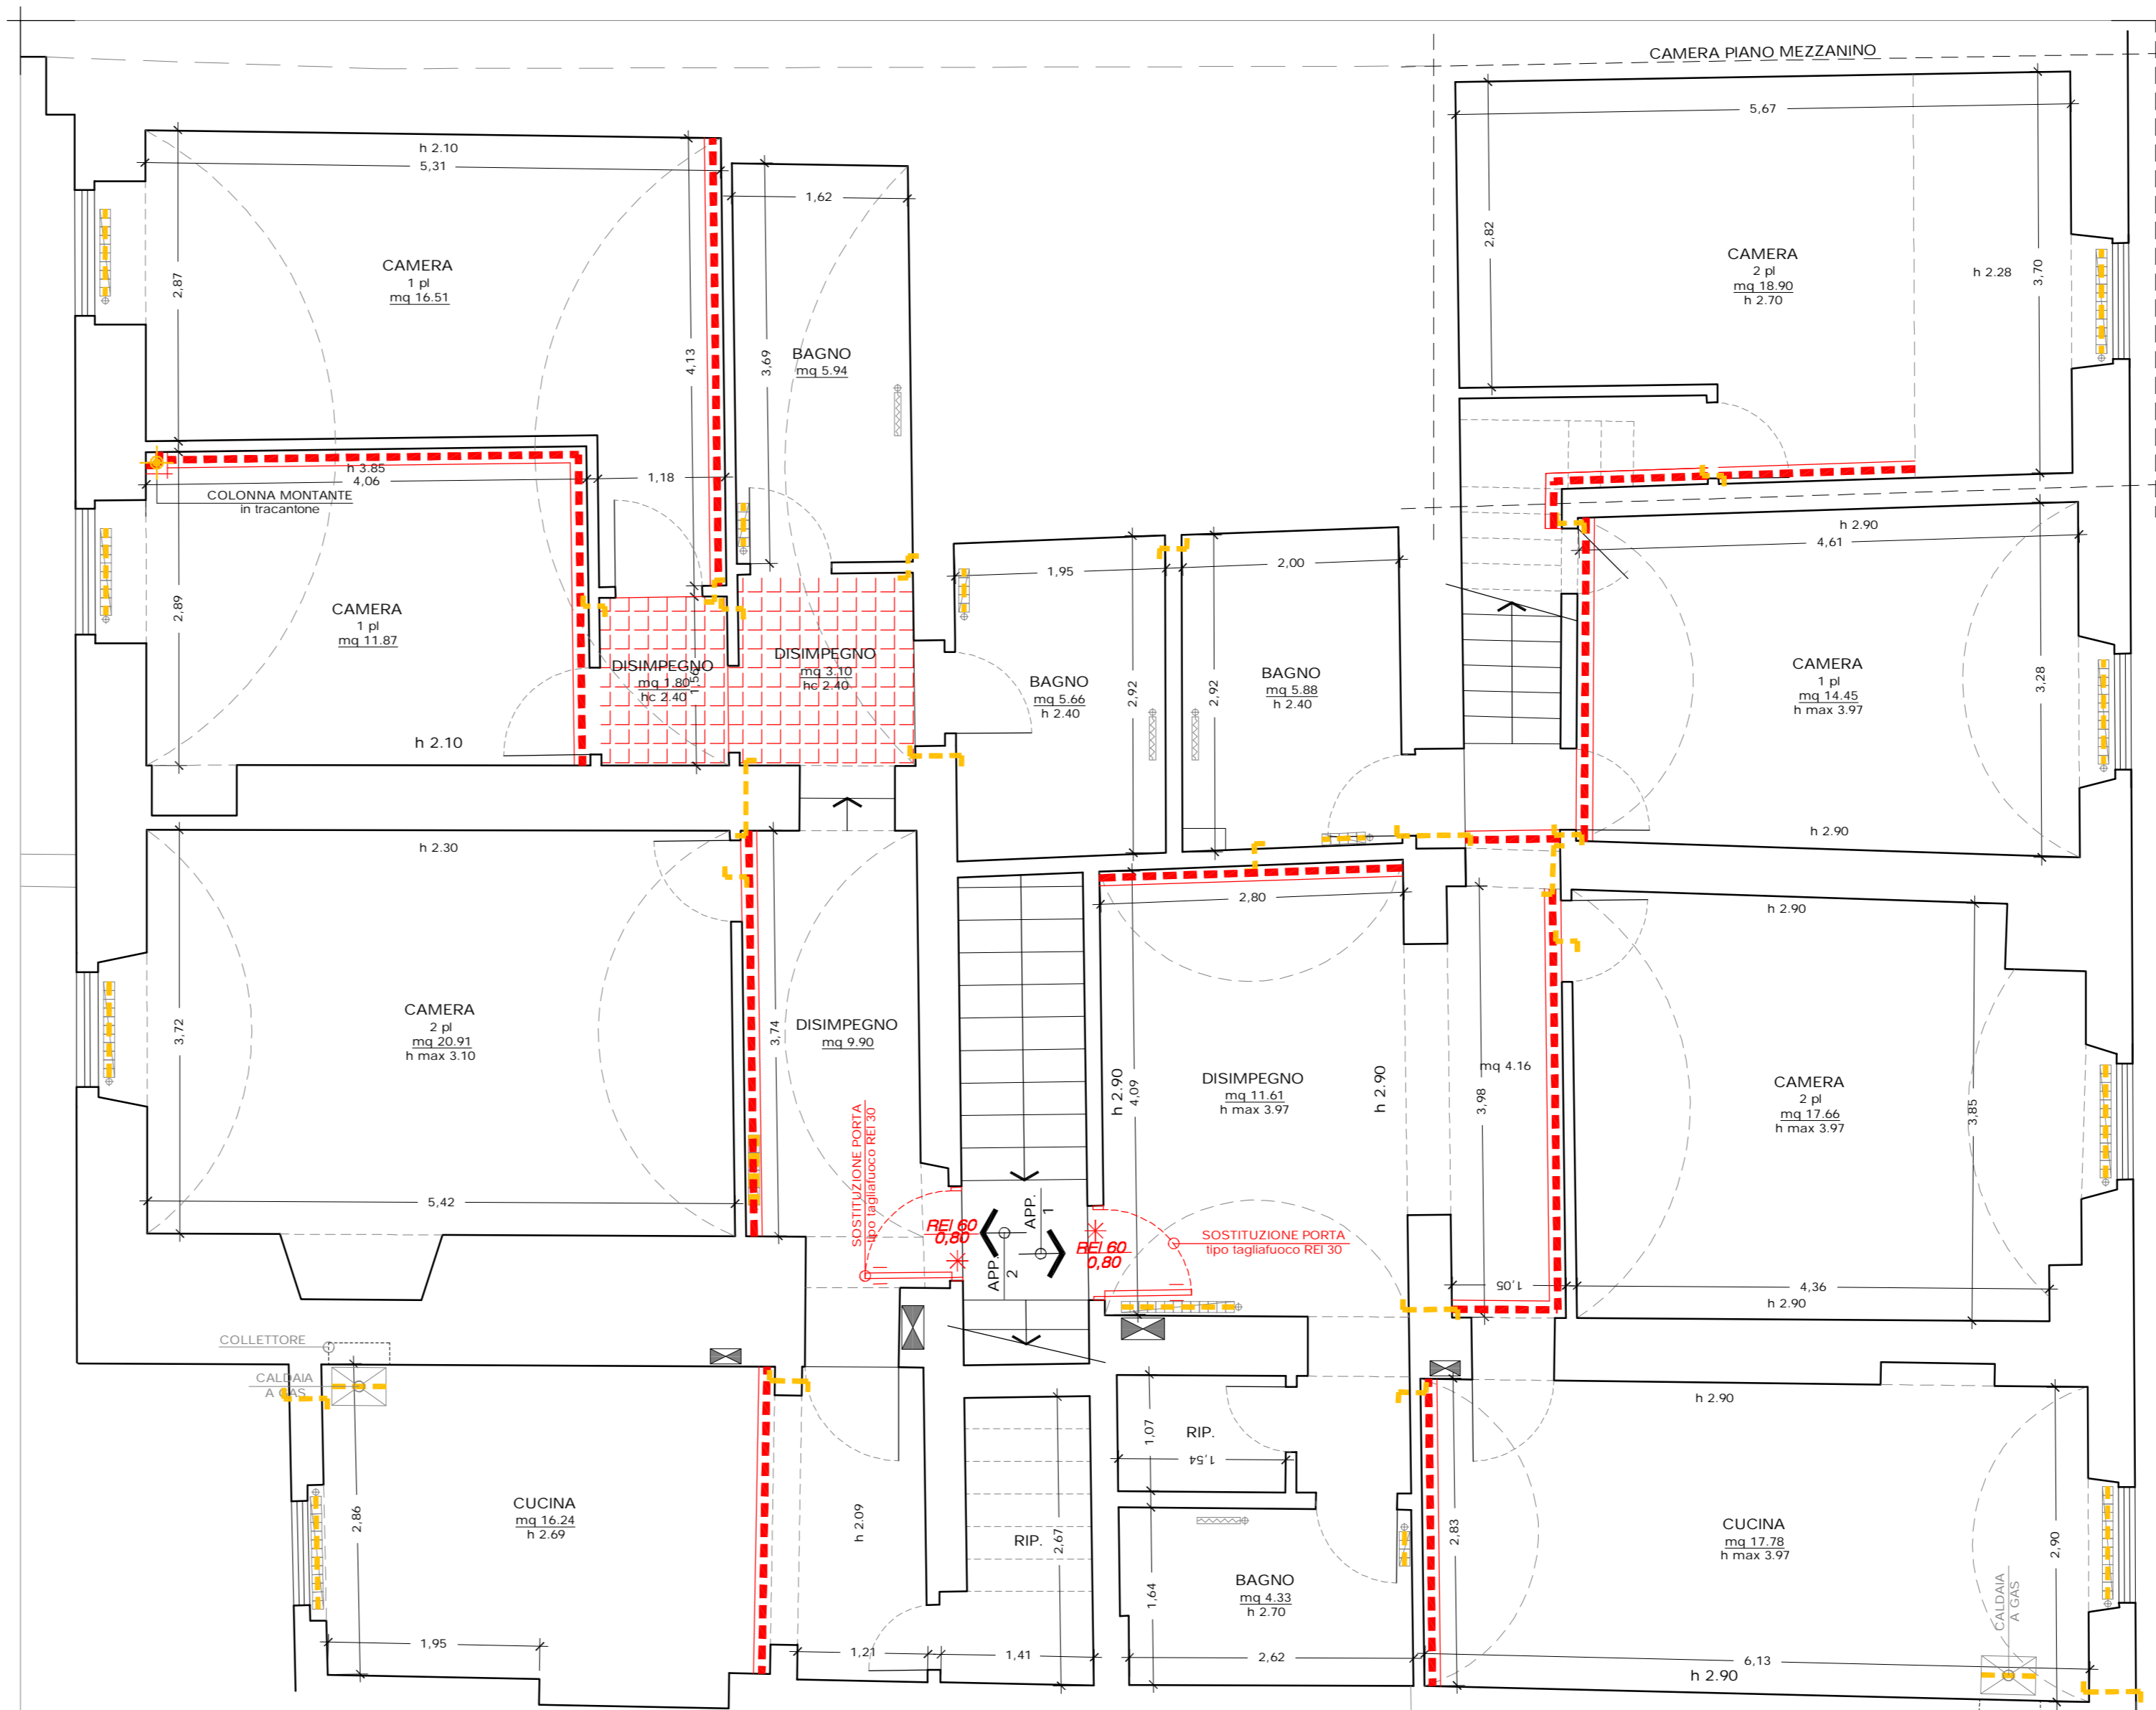 CAMERA PIANO MEZZANINO
5,67
h 2.10
5,31
1,62
2,82
CAMERA
2 pl
mq 18.90
h 2.70
h 2.28
3,70
CAMERA
1 pl
mq 16.51
2,87
4,13
3,69
BAGNO
mq 5.94
h 3.85
4,06
1,18
COLONNA MONTANTE
in tracantone
h 2.90
4,61
1,95
2,00
2,89
CAMERA
1 pl
mq 11.87
DISIMPEGNO
mq 1.80
hc 2.40
1,56
DISIMPEGNO
mq 3.10
hc 2.40
BAGNO
mq 5.66
h 2.40
2,92
2,92
BAGNO
mq 5.88
h 2.40
CAMERA
1 pl
mq 14.45
h max 3.97
3,28
h 2.10
h 2.90
h 2.30
2,80
h 2.90
3,72
CAMERA
2 pl
mq 20.91
h max 3.10
3,74
DISIMPEGNO
mq 9.90
h 2.90
4,09
DISIMPEGNO
mq 11.61
h max 3.97
h 2.90
mq 4.16
3,98
CAMERA
2 pl
mq 17.66
h max 3.97
3,85
5,42
SOSTITUZIONE PORTA
tipo tagliafuoco REI 30
REI 60
0,80
APP.
2
APP.
1
REI 60
0,80
SOSTITUZIONE PORTA
tipo tagliafuoco REI 30
1,05
4,36
h 2.90
COLLETTORE
CALDAIA
A GAS
h 2.90
1,07
RIP.
1,54
2,86
CUCINA
mq 16.24
h 2.69
h 2.09
RIP.
2,67
2,83
CUCINA
mq 17.78
h max 3.97
2,90
BAGNO
mq 4.33
h 2.70
1,64
CALDAIA
A GAS
1,95
1,21
1,41
2,62
6,13
h 2.90